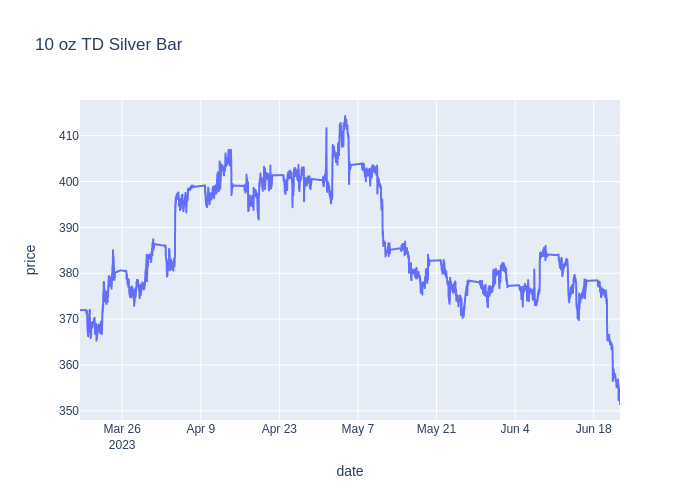 10 oz TD Silver Bar
410
400
390
380
370
360
350
price
Mar 26
2023
Apr 9
Apr 23
May 7
May 21
Jun 4
Jun 18
date